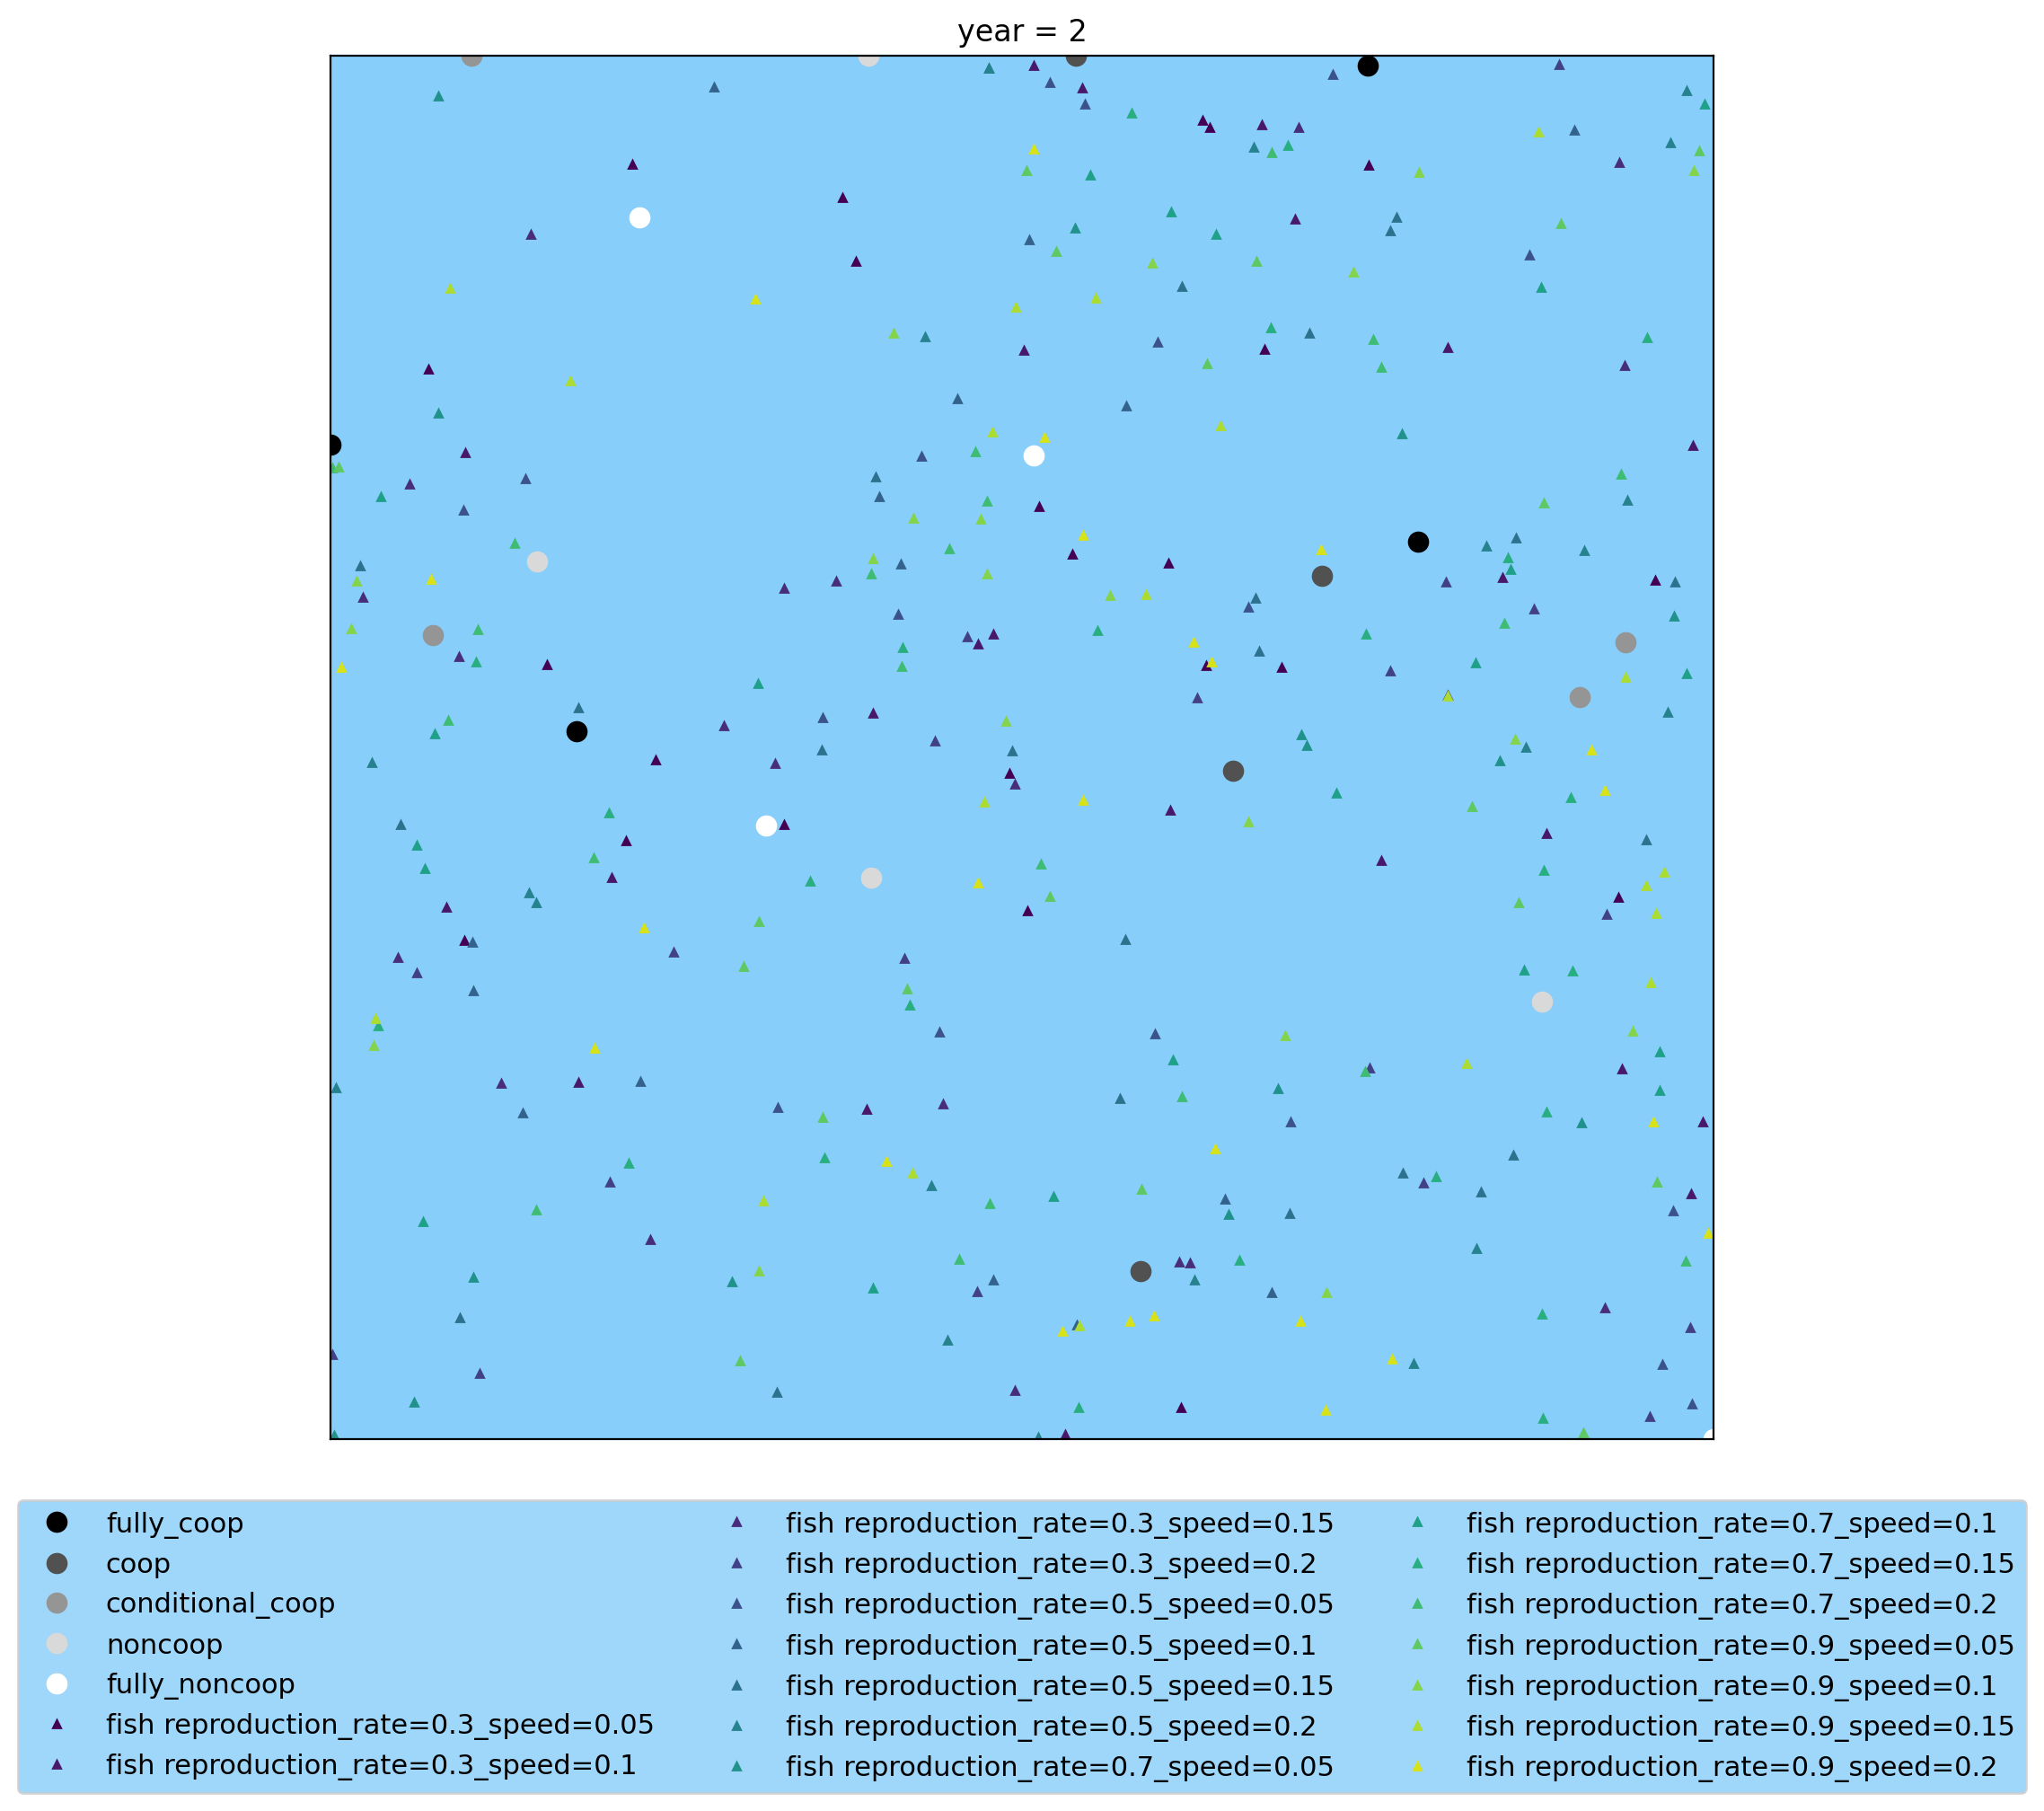 year = 2
fully_coop
coop
conditional_coop
noncoop
fully_noncoop
fish reproduction_rate=0.3_speed=0.05
fish reproduction_rate=0.3_speed=0.1
fish reproduction_rate=0.3_speed=0.15
fish reproduction_rate=0.3_speed=0.2
fish reproduction_rate=0.5_speed=0.05
fish reproduction_rate=0.5_speed=0.1
fish reproduction_rate=0.5_speed=0.15
fish reproduction_rate=0.5_speed=0.2
fish reproduction_rate=0.7_speed=0.05
fish reproduction_rate=0.7_speed=0.1
fish reproduction_rate=0.7_speed=0.15
fish reproduction_rate=0.7_speed=0.2
fish reproduction_rate=0.9_speed=0.05
fish reproduction_rate=0.9_speed=0.1
fish reproduction_rate=0.9_speed=0.15
fish reproduction_rate=0.9_speed=0.2